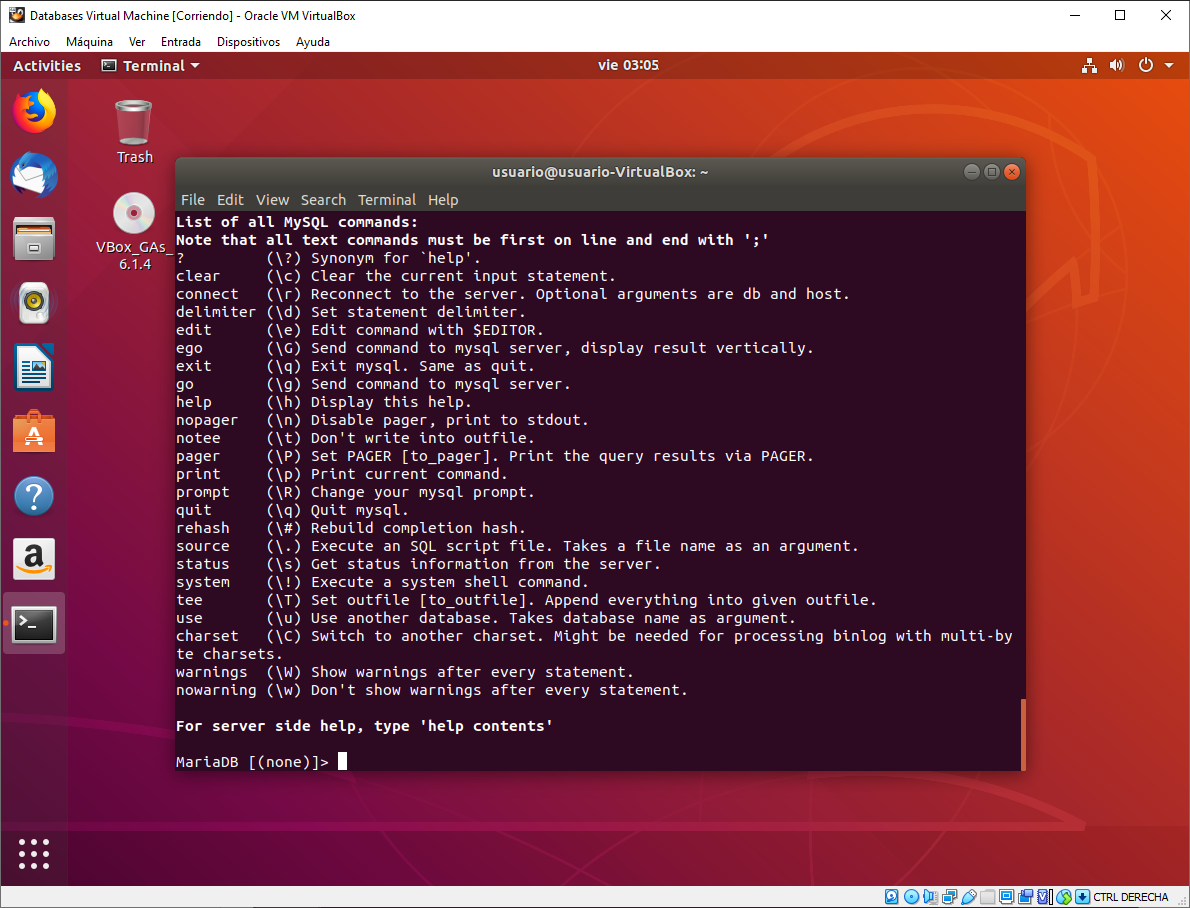 Databases Virtual Machine [Corriendo] - Oracle VM VirtualBox
Archivo Máquina Ver Entrada Dispositivos Ayuda
Activities Terminal vie 03:05
Trash
VBox_GAs_
6.1.4
usuario@usuario-VirtualBox: ~
File Edit View Search Terminal Help
List of all MySQL commands:
Note that all text commands must be first on line and end with ';'
? (\?) Synonym for `help'.
clear (\c) Clear the current input statement.
connect (\r) Reconnect to the server. Optional arguments are db and host.
delimiter (\d) Set statement delimiter.
edit (\e) Edit command with $EDITOR.
ego (\G) Send command to mysql server, display result vertically.
exit (\q) Exit mysql. Same as quit.
go (\g) Send command to mysql server.
help (\h) Display this help.
nopager (\n) Disable pager, print to stdout.
notee (\t) Don't write into outfile.
pager (\P) Set PAGER [to_pager]. Print the query results via PAGER.
print (\p) Print current command.
prompt (\R) Change your mysql prompt.
quit (\q) Quit mysql.
rehash (\#) Rebuild completion hash.
source (\.) Execute an SQL script file. Takes a file name as an argument.
status (\s) Get status information from the server.
system (\!) Execute a system shell command.
tee (\T) Set outfile [to_outfile]. Append everything into given outfile.
use (\u) Use another database. Takes database name as argument.
charset (\C) Switch to another charset. Might be needed for processing binlog with multi-by
te charsets.
warnings (\W) Show warnings after every statement.
nowarning (\w) Don't show warnings after every statement.
For server side help, type 'help contents'
MariaDB [(none)]>
CTRL DERECHA